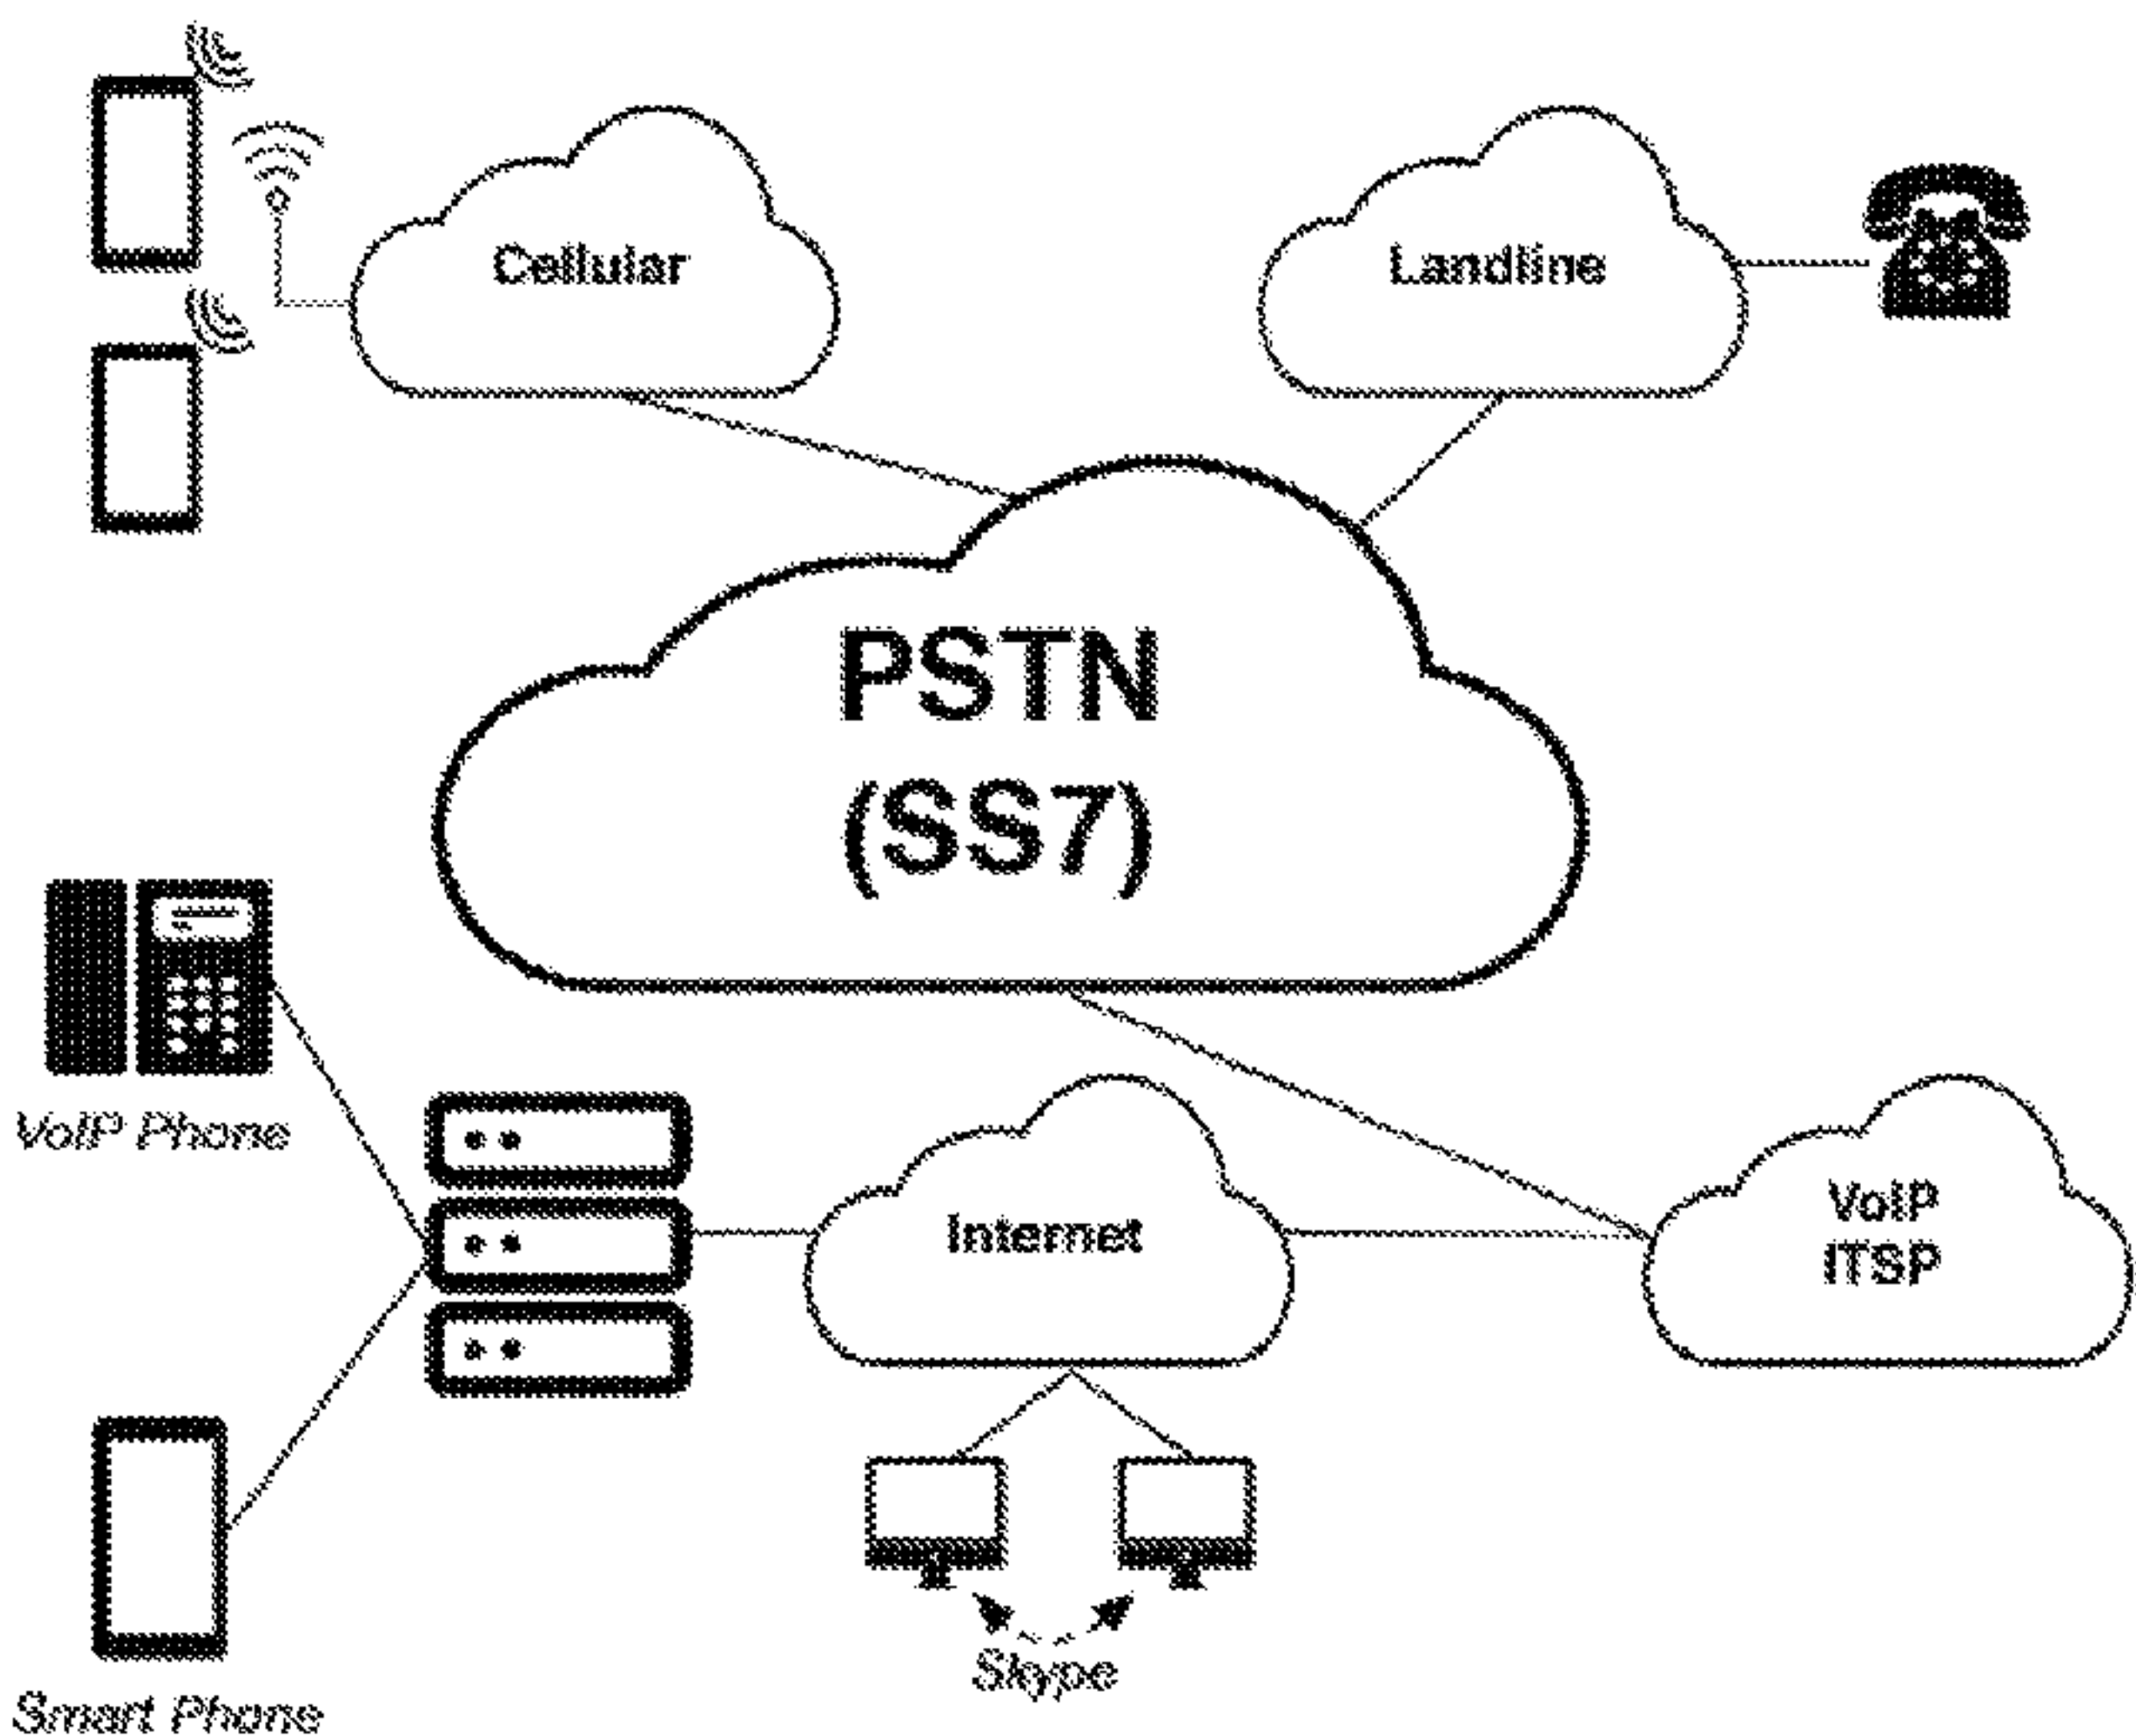 Cellular
Landline
PSTN
(SS7)
VoIP Phone
Internet
VoIP
ITSP
Skype
Smart Phone